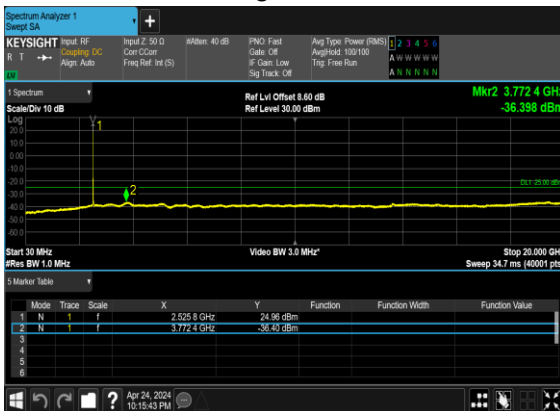 Spectrum Analyzer 1
Swept SA
KEYSIGHT Input: RF Input Z: 50 Ω #Atten: 40 dB PNO: Fast Avg Type: Power (RMS) 1 2 3 4 5 6
R T Coupling: DC Corr CCorr Gate: Off Avg|Hold: 100/100 A W W W W W
Align: Auto Freq Ref: Int (S) IF Gain: Low Trig: Free Run
LV Sig Track: Off A N N N N N
1 Spectrum Ref Lvl Offset 8.60 dB Mkr2 3.772 4 GHz
Scale/Div 10 dB Ref Level 30.00 dBm -36.398 dBm
Log
20.0
10.0
0.00
-10.0
-20.0
-30.0
-40.0
-50.0
-60.0
1
2
DL1 -25.00 dBm
Start 30 MHz Video BW 3.0 MHz* Stop 20.000 GHz
#Res BW 1.0 MHz Sweep 34.7 ms (40001 pts)
5 Marker Table
Mode Trace Scale X Y Function Function Width Function Value
1 N 1 f 2.525 8 GHz 24.96 dBm
2 N 1 f 3.772 4 GHz -36.40 dBm
3
4
5
6
? Apr 24, 2024
10:15:43 PM